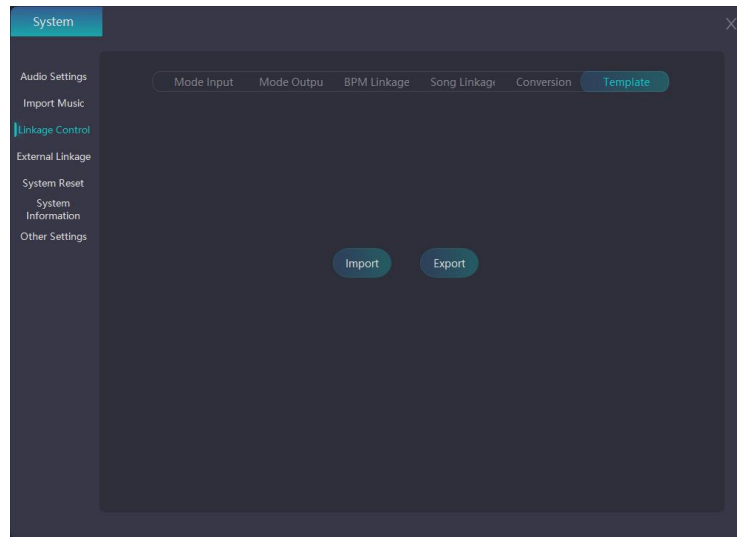 System
X
Audio Settings
Import Music
Linkage Control
External Linkage
System Reset
System
Information
Other Settings
Mode Input Mode Outpu BPM Linkage Song Linkage Conversion Template
Import Export